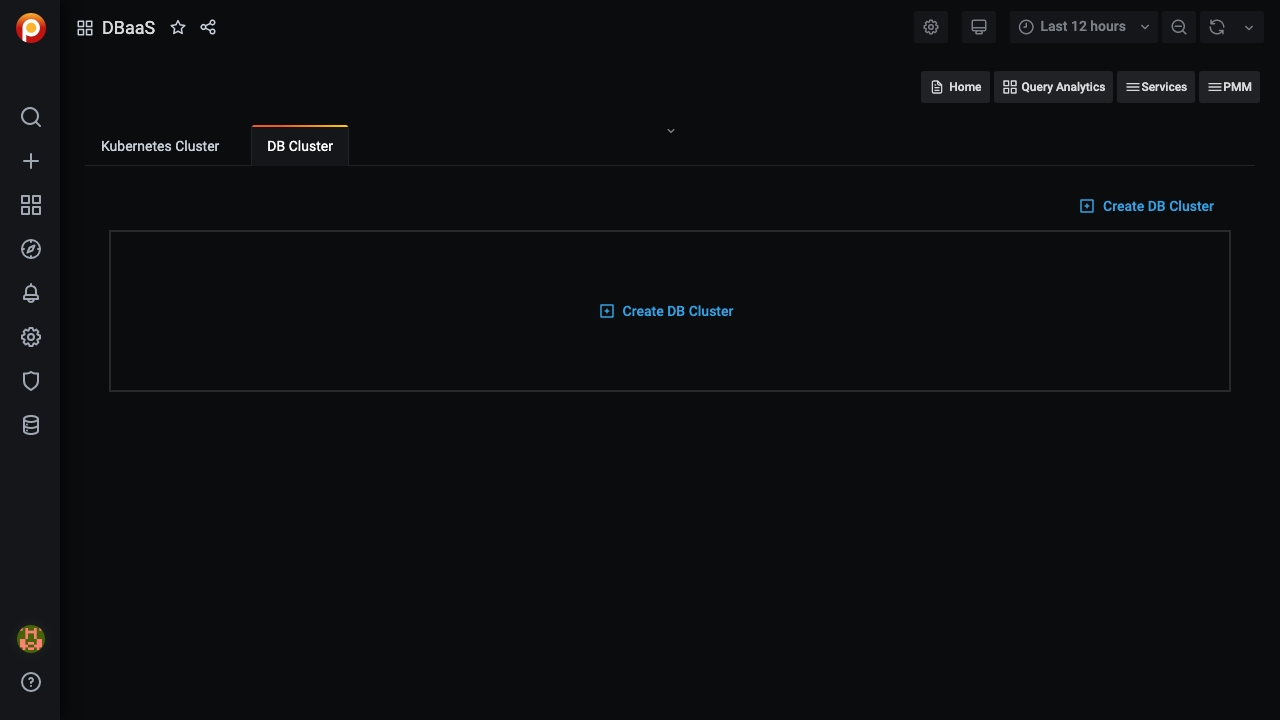 DBaaS
Last 12 hours
Home
Query Analytics
Services
PMM
Kubernetes Cluster
DB Cluster
Create DB Cluster
Create DB Cluster